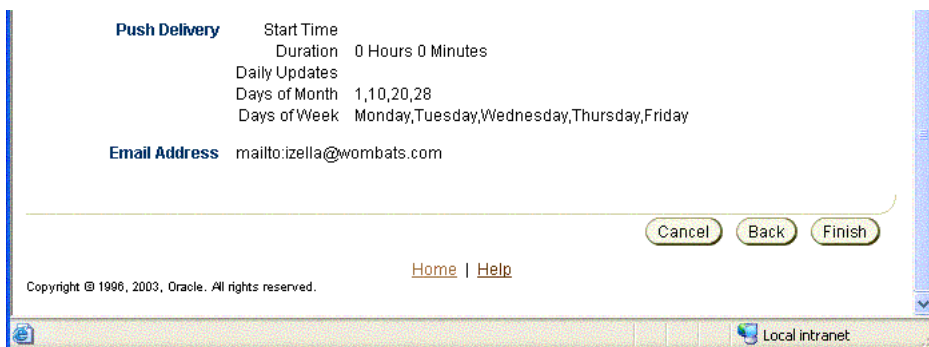 Push Delivery Start Time
Duration 0 Hours 0 Minutes
Daily Updates
Days of Month 1,10,20,28
Days of Week Monday,Tuesday,Wednesday,Thursday,Friday
Email Address mailto:izella@wombats.com
Cancel Back Finish
Home | Help
Copyright © 1996, 2003, Oracle. All rights reserved.
Local intranet